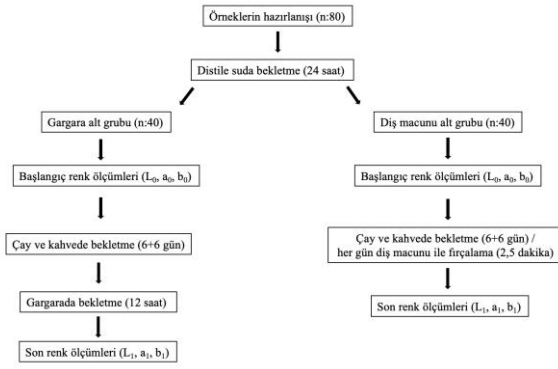 Örneklerin hazırlanışı (n:80)
Distile suda bekletme (24 saat)
Gargara alt grubu (n:40)
Diş macunu alt grubu (n:40)
Başlangıç renk ölçümleri (L₀, a₀, b₀)
Başlangıç renk ölçümleri (L₀, a₀, b₀)
Çay ve kahvede bekletme (6+6 gün)
Çay ve kahvede bekletme (6+6 gün) /
her gün diş macunu ile fırçalama (2,5 dakika)
Gargarada bekletme (12 saat)
Son renk ölçümleri (L₁, a₁, b₁)
Son renk ölçümleri (L₁, a₁, b₁)